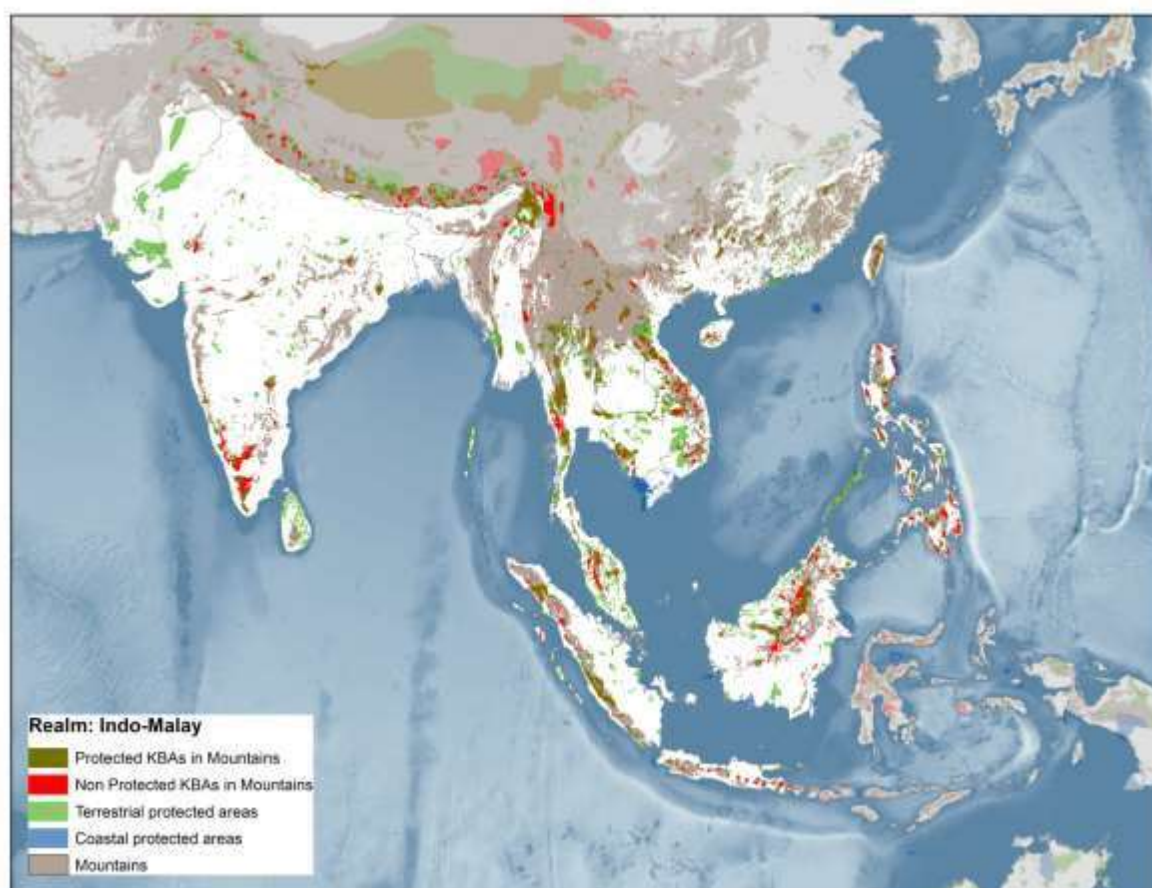 Realm: Indo-Malay
Protected KBAs in Mountains
Non Protected KBAs in Mountains
Terrestrial protected areas
Coastal protected areas
Mountains